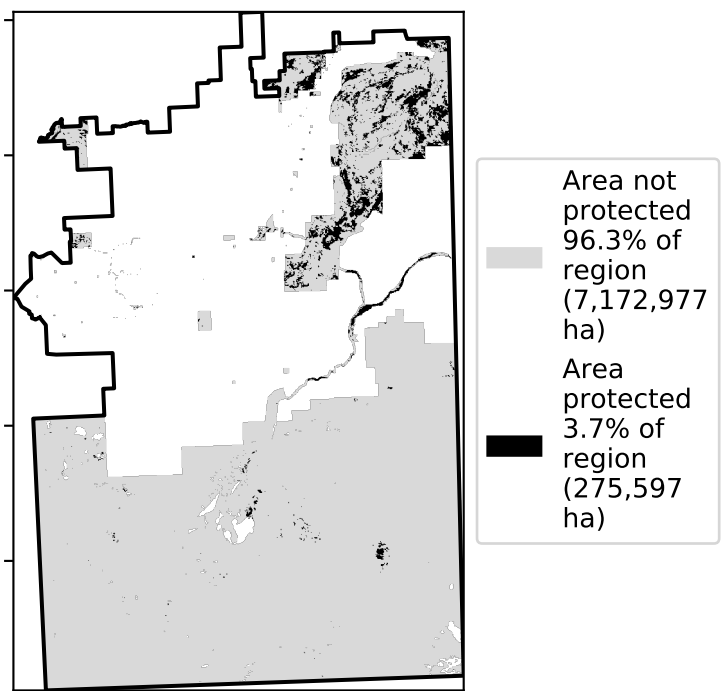 Area not
protected
96.3% of
region
(7,172,977
ha)
Area
protected
3.7% of
region
(275,597
ha)